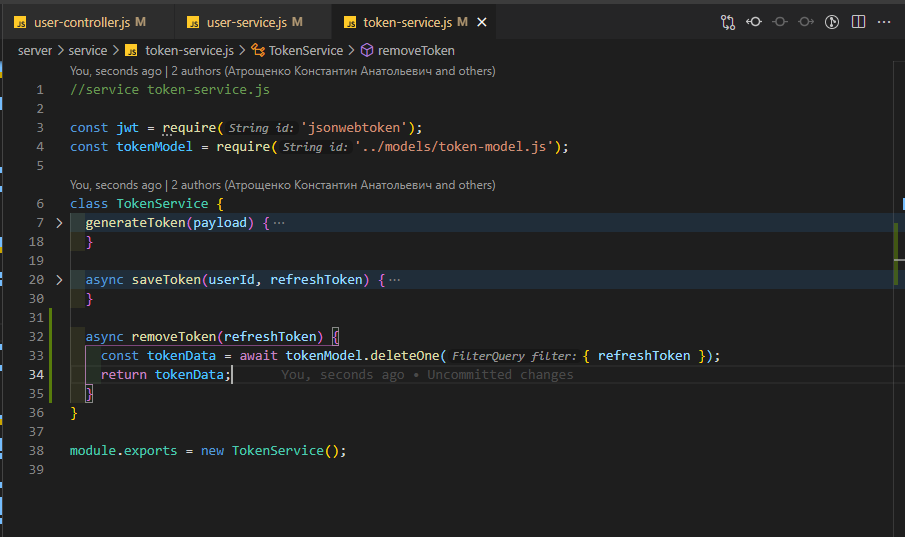 JS user-controller.js M JS user-service.js M JS token-service.js M
server > service > JS token-service.js > TokenService > removeToken
You, seconds ago | 2 authors (Атрощенко Константин Анатольевич and others)
1 //service token-service.js
2
3 const jwt = require(String id: 'jsonwebtoken');
4 const tokenModel = require(String id: '../models/token-model.js');
5
You, seconds ago | 2 authors (Атрощенко Константин Анатольевич and others)
6 class TokenService {
7 generateToken(payload) { ···
18 }
19
20 async saveToken(userId, refreshToken) { ···
30 }
31
32 async removeToken(refreshToken) {
33 const tokenData = await tokenModel.deleteOne(FilterQuery filter: { refreshToken });
34 return tokenData; You, seconds ago • Uncommitted changes
35 }
36 }
37
38 module.exports = new TokenService();
39